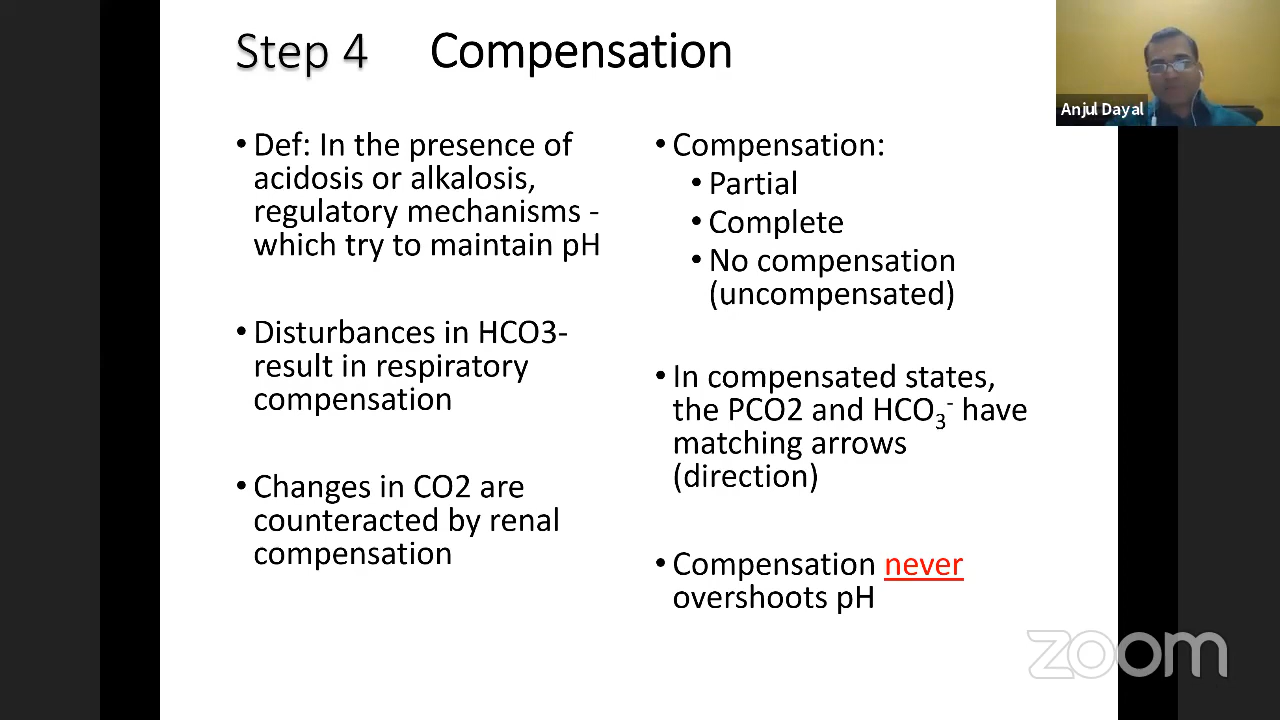 Step 4 Compensation
Anjul Dayal
• Def: In the presence of
acidosis or alkalosis,
regulatory mechanisms -
which try to maintain pH
• Disturbances in HCO3-
result in respiratory
compensation
• Changes in CO2 are
counteracted by renal
compensation
• Compensation:
• Partial
• Complete
• No compensation
(uncompensated)
• In compensated states,
the PCO2 and HCO₃⁻ have
matching arrows
(direction)
• Compensation never
overshoots pH
zoom